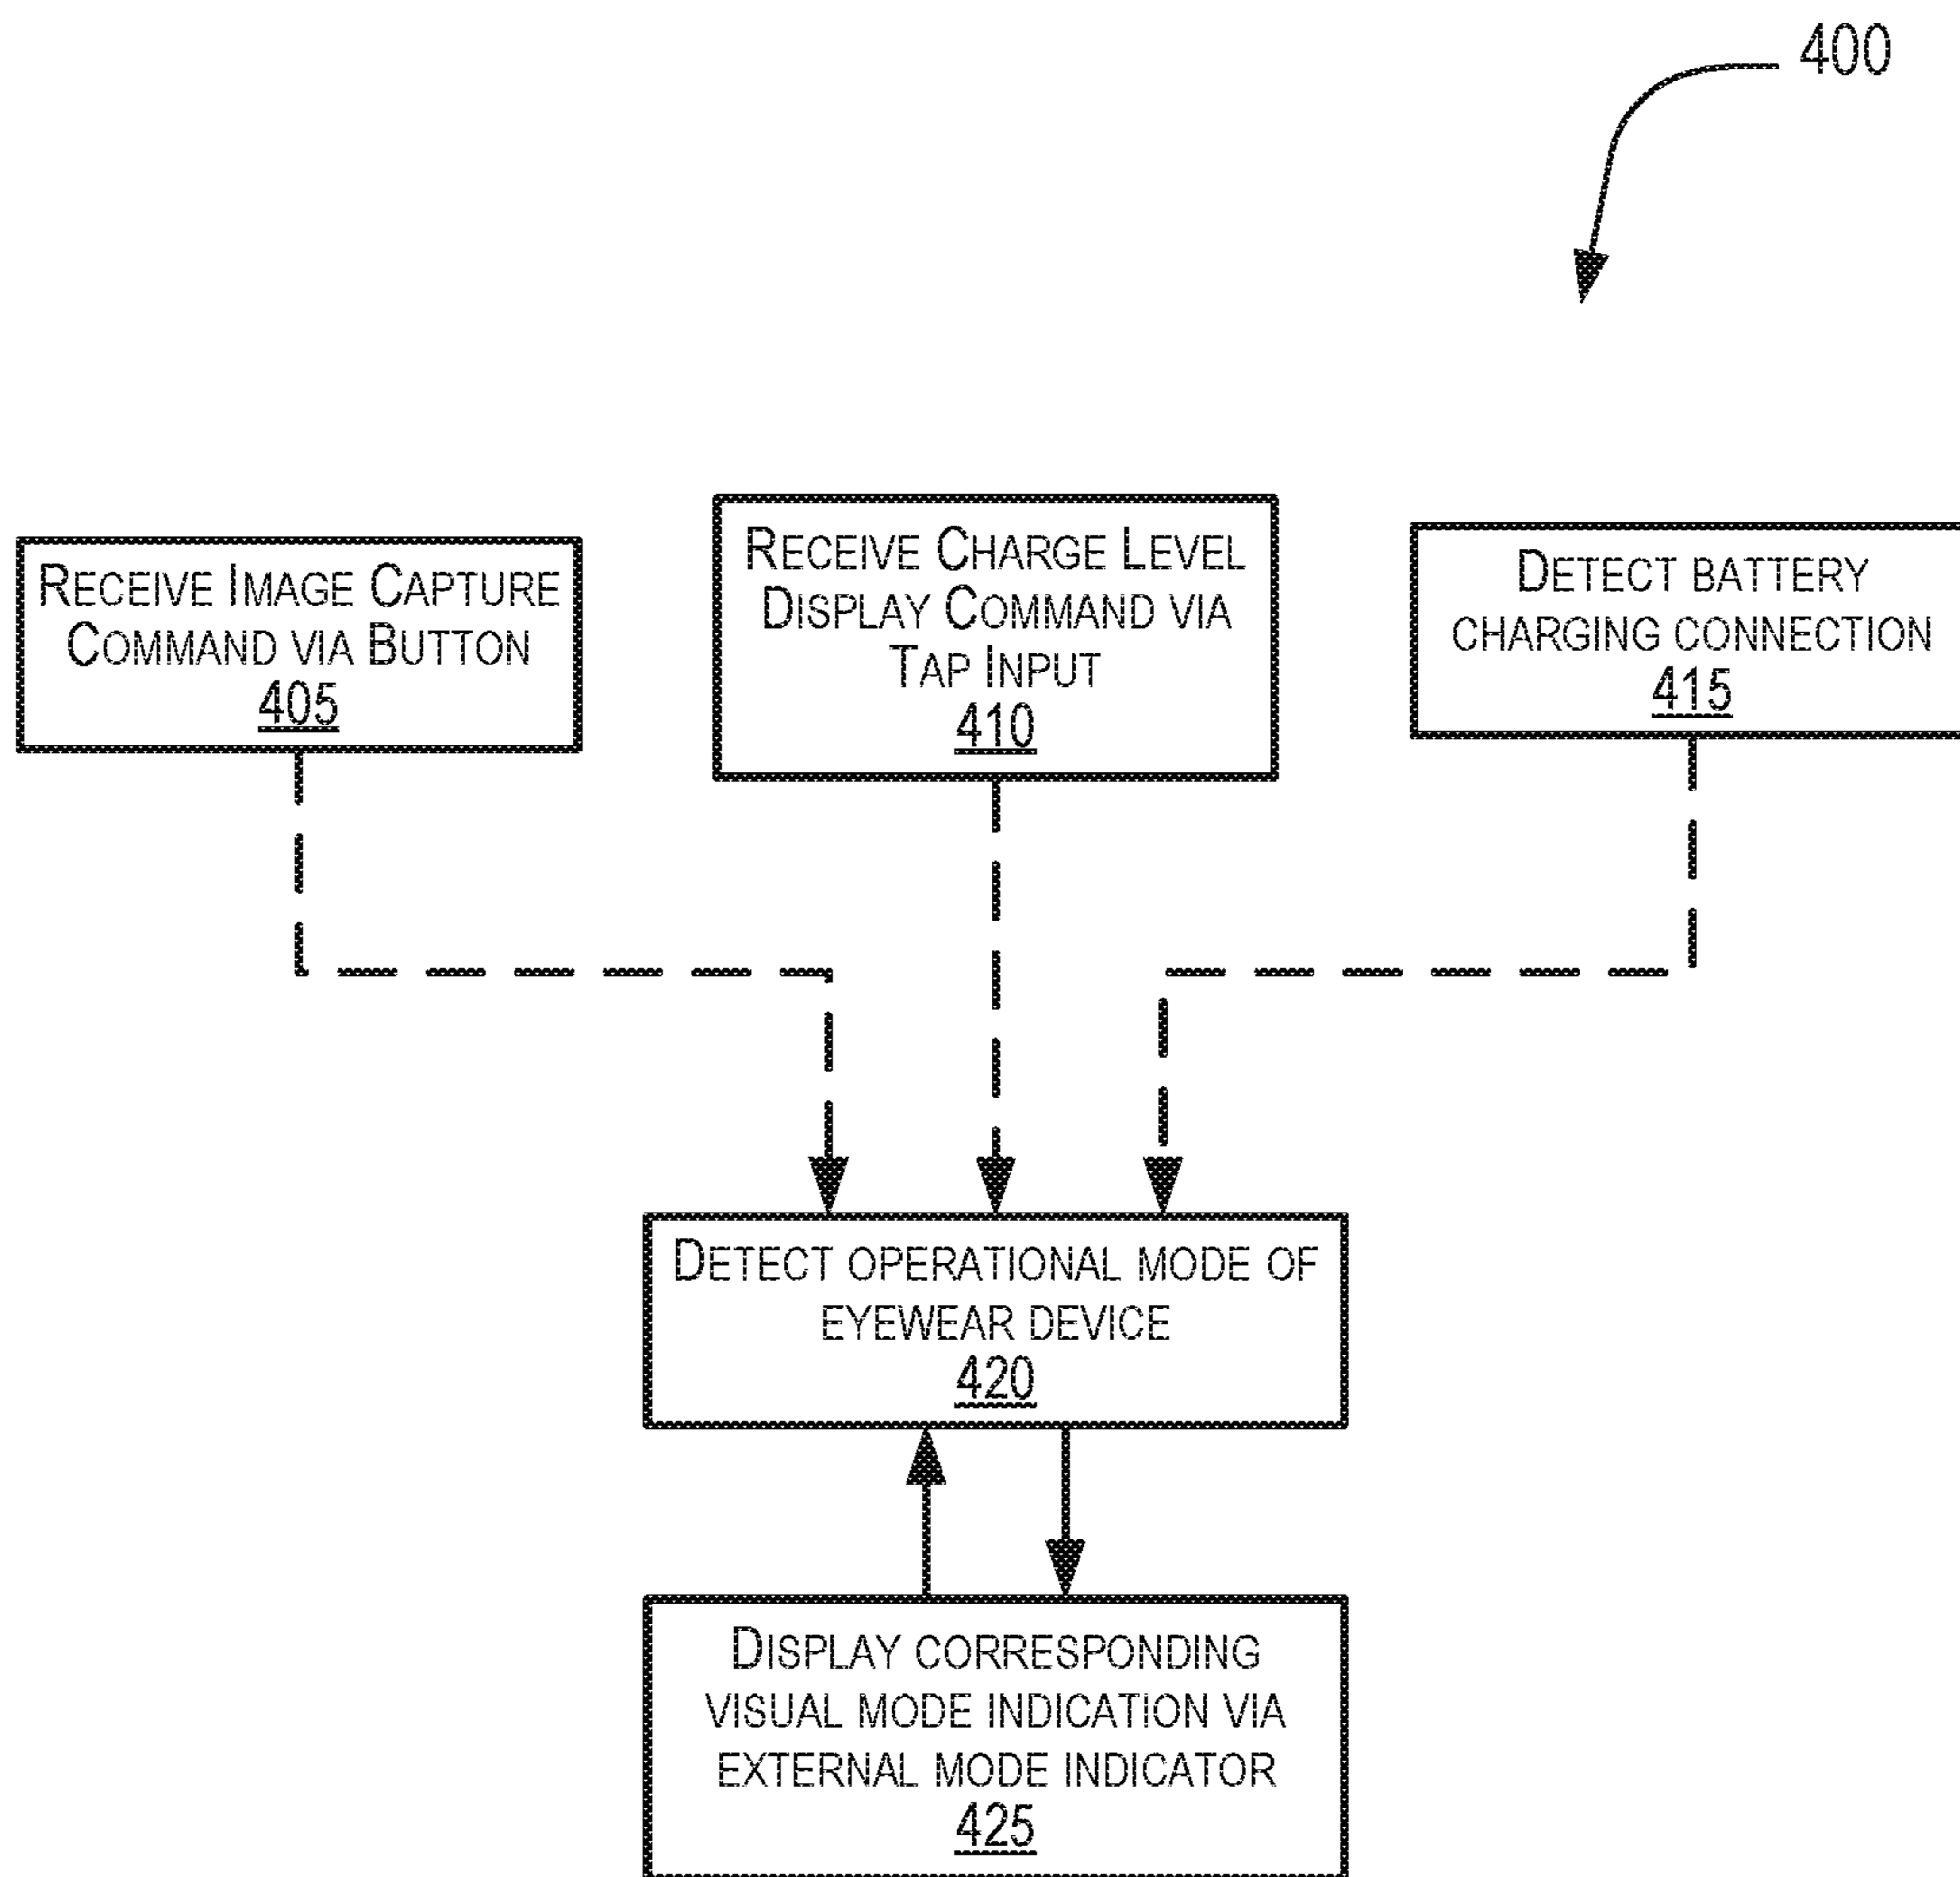 400
Receive Image Capture
Command via Button
405
Receive Charge Level
Display Command via
Tap Input
410
Detect battery
charging connection
415
Detect operational mode of
eyewear device
420
Display corresponding
visual mode indication via
external mode indicator
425